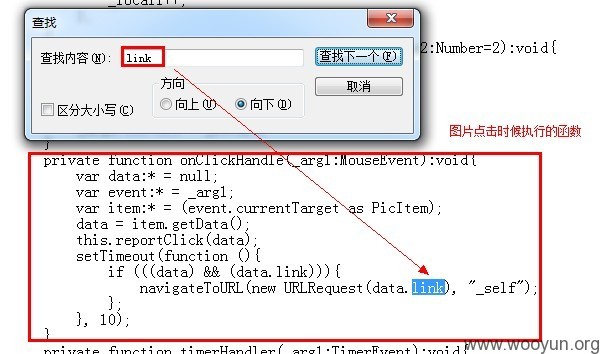 _local1++;
查找
2:Number=2):void{
查找内容(N):
link
查找下一个(F)
方向
取消
区分大小写(C)
向上(U)
向下(D)
图片点击时候执行的函数
}
private function onClickHandle(_arg1:MouseEvent):void{
var data:* = null;
var event:* = _arg1;
var item:* = (event.currentTarget as PicItem);
data = item.getData();
this.reportClick(data);
setTimeout(function (){
if (((data) && (data.link))){
navigateToURL(new URLRequest(data.link), "_self");
};
}, 10);
}
private function timerHandler(_arg1:TimerEvent):void{
www.wooyun.org